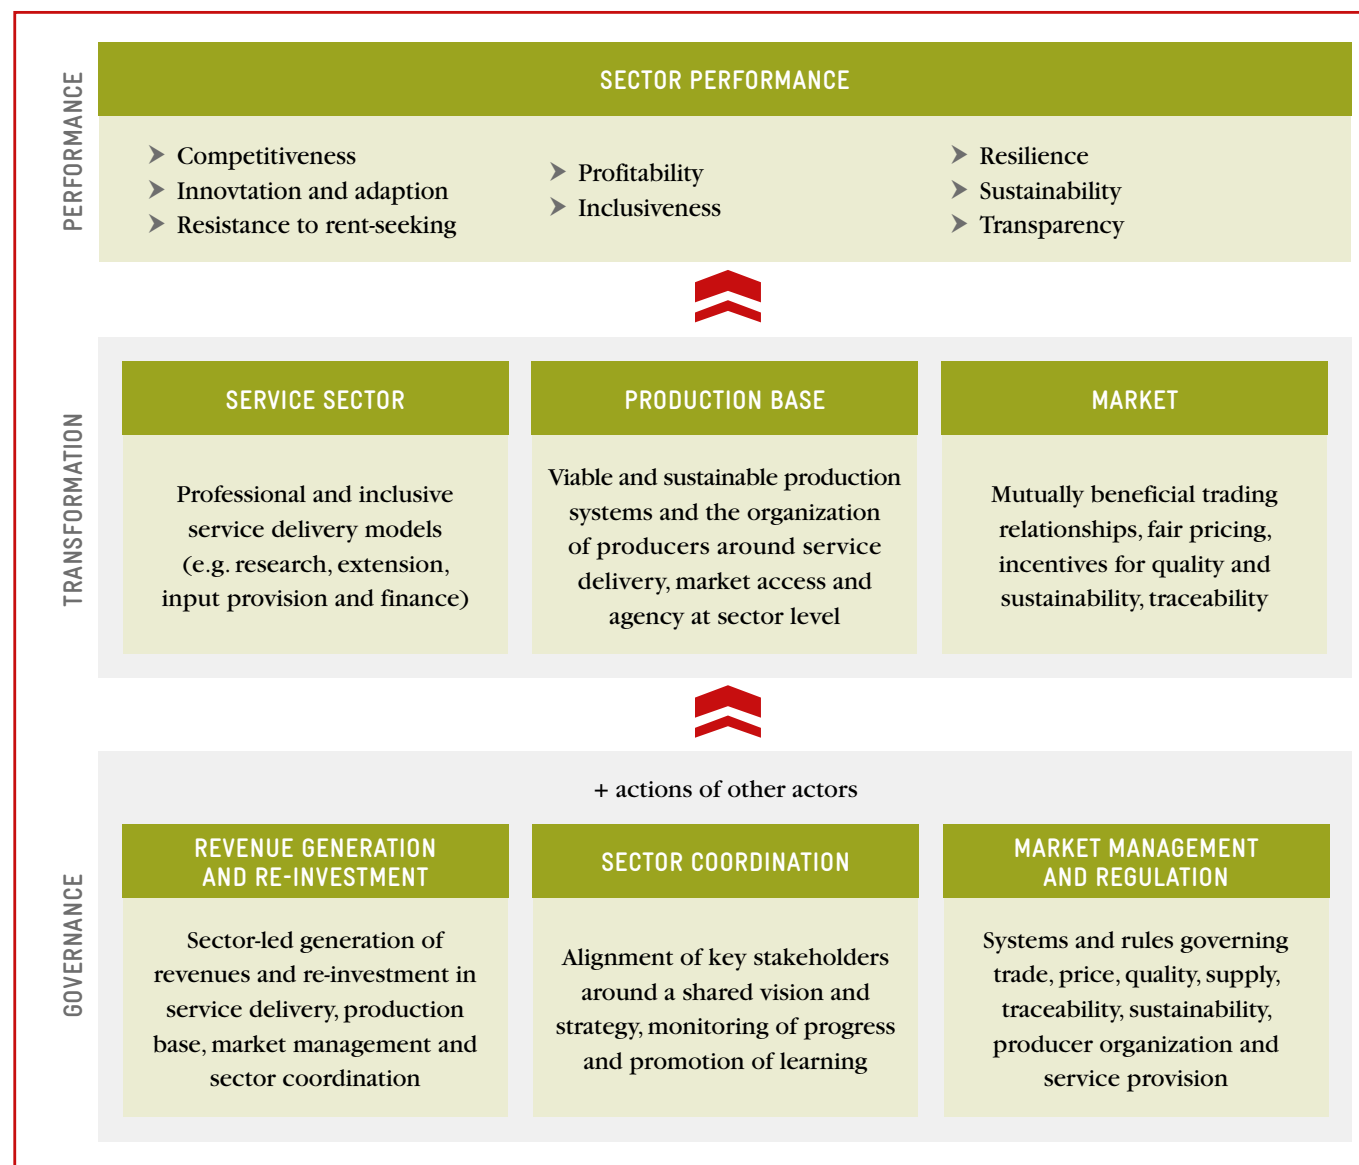 PERFORMANCE
SECTOR PERFORMANCE
Competitiveness
Innovtation and adaption
Resistance to rent-seeking
Profitability
Inclusiveness
Resilience
Sustainability
Transparency
TRANSFORMATION
SERVICE SECTOR
Professional and inclusive
service delivery models
(e.g. research, extension,
input provision and finance)
PRODUCTION BASE
Viable and sustainable production
systems and the organization
of producers around service
delivery, market access and
agency at sector level
MARKET
Mutually beneficial trading
relationships, fair pricing,
incentives for quality and
sustainability, traceability
GOVERNANCE
+ actions of other actors
REVENUE GENERATION
AND RE-INVESTMENT
Sector-led generation of
revenues and re-investment in
service delivery, production
base, market management and
sector coordination
SECTOR COORDINATION
Alignment of key stakeholders
around a shared vision and
strategy, monitoring of progress
and promotion of learning
MARKET MANAGEMENT
AND REGULATION
Systems and rules governing
trade, price, quality, supply,
traceability, sustainability,
producer organization and
service provision